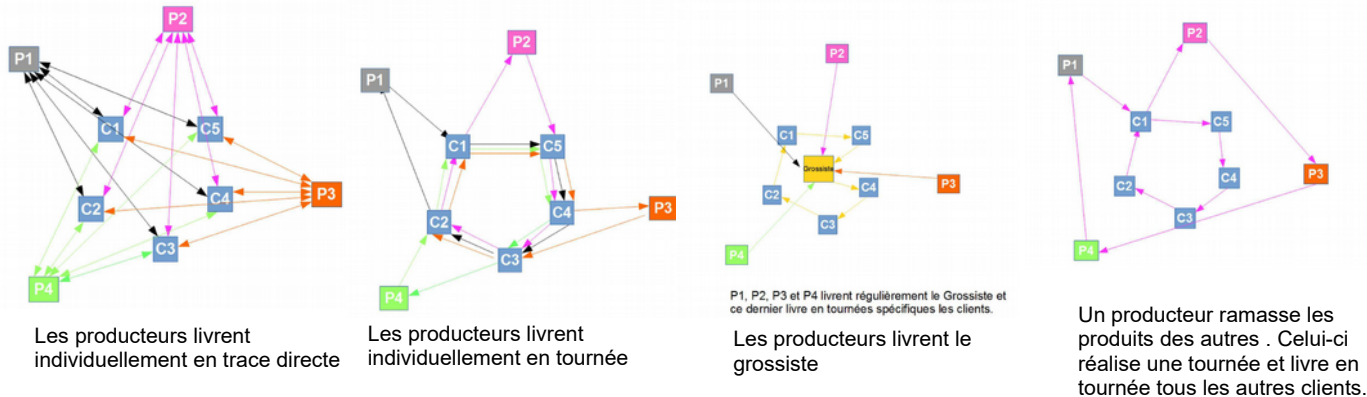 P2
P1
C1
C5
P3
C2
C4
C3
P4
Les producteurs livrent
individuellement en trace directe
P2
P1
C1
C5
C4
P3
C2
C3
P4
Les producteurs livrent
individuellement en tournée
P2
P1
C1
C5
Grossiste
C4
P3
C2
C3
P4
P1, P2, P3 et P4 livrent régulièrement le Grossiste et
ce dernier livre en tournées spécifiques les clients.
Les producteurs livrent le
grossiste
P2
P1
C1
C5
P3
C4
C2
C3
P4
Un producteur ramasse les
produits des autres . Celui-ci
réalise une tournée et livre en
tournée tous les autres clients.